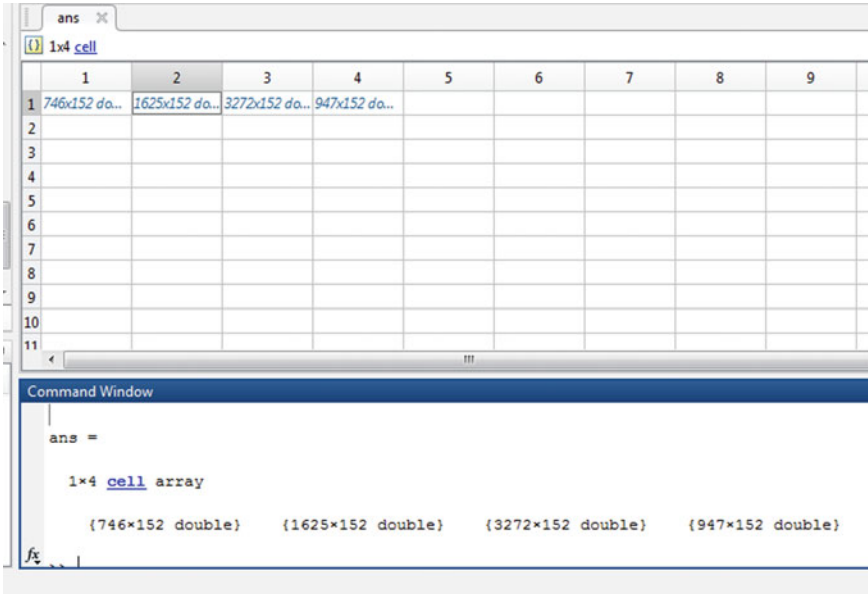 ans
1x4 cell
1 2 3 4 5 6 7 8 9
1 746x152 do... 1625x152 do... 3272x152 do... 947x152 do...
2
3
4
5
6
7
8
9
10
11
Command Window
ans =
1×4 cell array
{746×152 double} {1625×152 double} {3272×152 double} {947×152 double}
fx >>